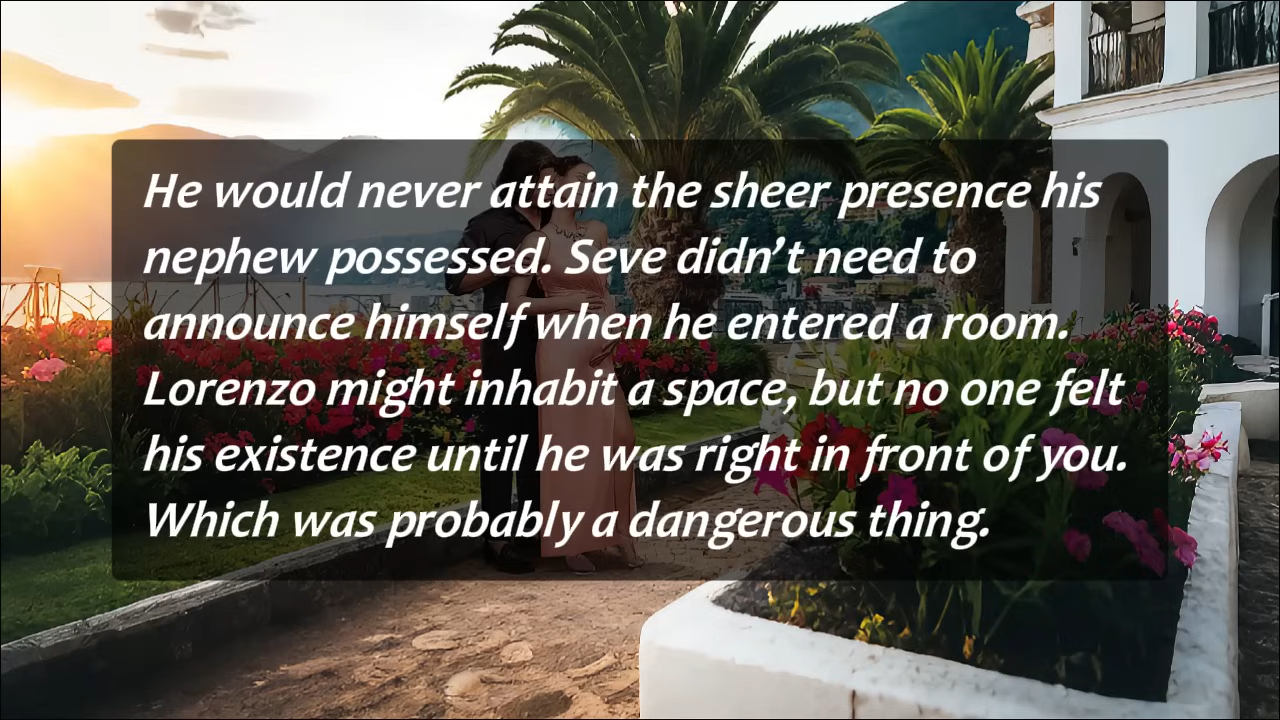 He would never attain the sheer presence his
nephew possessed. Seve didn’t need to
announce himself when he entered a room.
Lorenzo might inhabit a space, but no one felt
his existence until he was right in front of you.
Which was probably a dangerous thing.